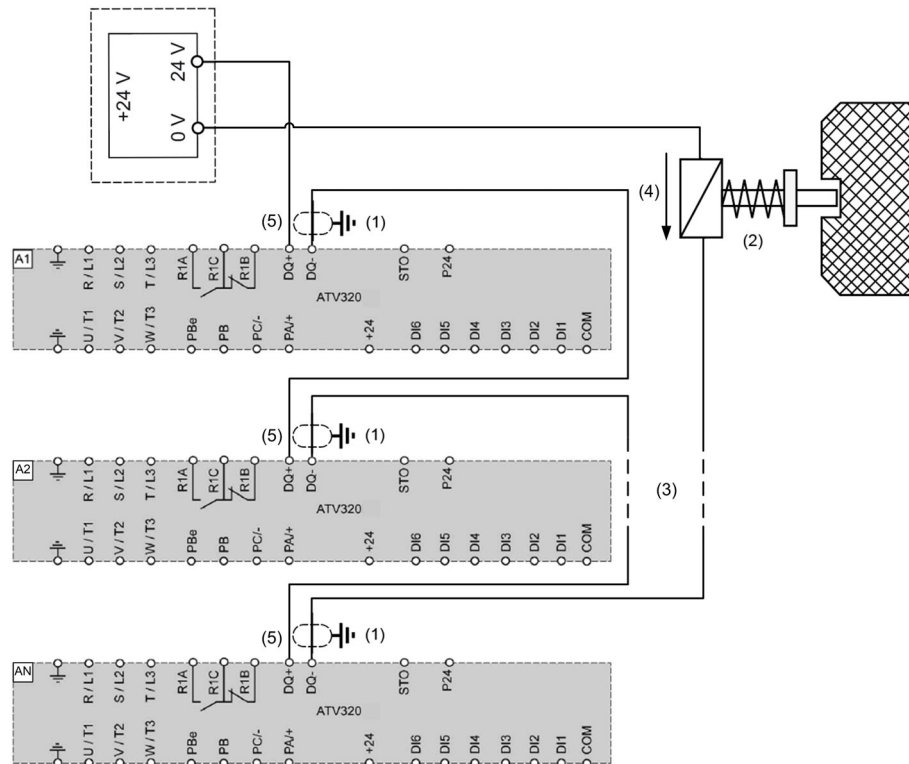 +24 V
24 V
0 V
(4)
(2)
(5)
(1)
A1
R / L1
S / L2
T / L3
R1A
R1C
R1B
DQ+
DQ-
STO
P24
ATV320
U / T1
V / T2
W / T3
PBe
PB
PC/-
PA/+
+24
DI6
DI5
DI4
DI3
DI2
DI1
COM
(5)
(1)
A2
R / L1
S / L2
T / L3
R1A
R1C
R1B
DQ+
DQ-
STO
P24
(3)
ATV320
U / T1
V / T2
W / T3
PBe
PB
PC/-
PA/+
+24
DI6
DI5
DI4
DI3
DI2
DI1
COM
(5)
(1)
AN
R / L1
S / L2
T / L3
R1A
R1C
R1B
DQ+
DQ-
STO
P24
ATV320
U / T1
V / T2
W / T3
PBe
PB
PC/-
PA/+
+24
DI6
DI5
DI4
DI3
DI2
DI1
COM